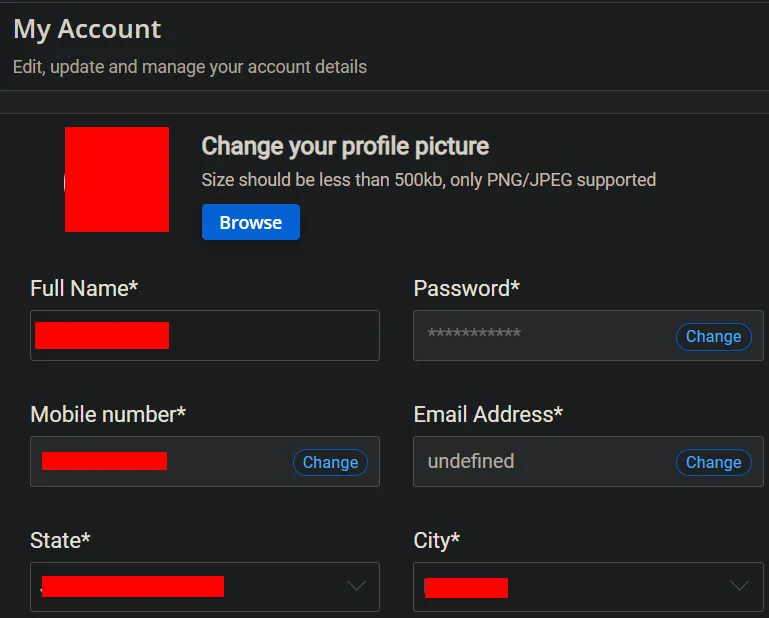 My Account
Edit, update and manage your account details
Change your profile picture
Size should be less than 500kb, only PNG/JPEG supported
Browse
Full Name*
Password*
*********** Change
Mobile number*
Email Address*
Change
undefined Change
State*
City*